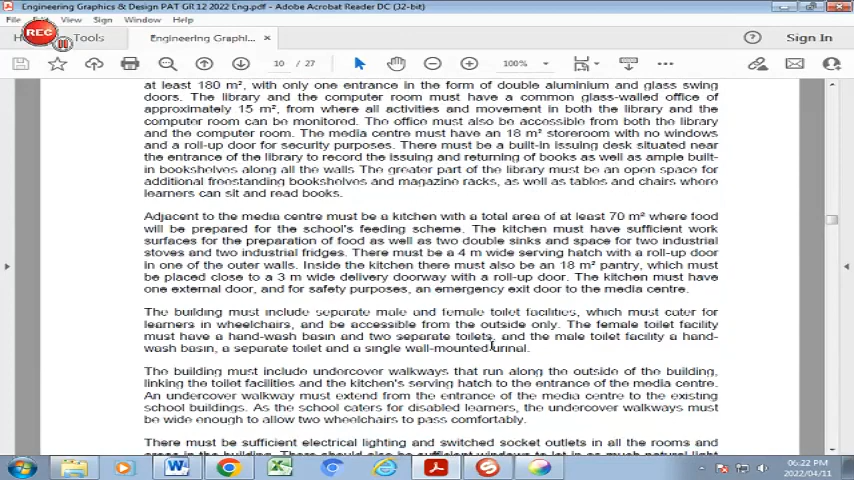 Engineering Graphics & Design PAT GR 12 2022 Eng.pdf - Adobe Acrobat Reader DC (32-bit)
File Edit View Sign Window Help
REC
Tools Engineering Graphi... × Sign In
10 / 27 100%
at least 180 m², with only one entrance in the form of double aluminium and glass swing
doors. The library and the computer room must have a common glass-walled office of
approximately 15 m², from where all activities and movement in both the library and the
computer room can be monitored. The office must also be accessible from both the library
and the computer room. The media centre must have an 18 m² storeroom with no windows
and a roll-up door for security purposes. There must be a built-in issuing desk situated near
the entrance of the library to record the issuing and returning of books as well as ample built-
in bookshelves along all the walls The greater part of the library must be an open space for
additional freestanding bookshelves and magazine racks, as well as tables and chairs where
learners can sit and read books.
Adjacent to the media centre must be a kitchen with a total area of at least 70 m² where food
will be prepared for the school's feeding scheme. The kitchen must have sufficient work
surfaces for the preparation of food as well as two double sinks and space for two industrial
stoves and two industrial fridges. There must be a 4 m wide serving hatch with a roll-up door
in one of the outer walls. Inside the kitchen there must also be an 18 m² pantry, which must
be placed close to a 3 m wide delivery doorway with a roll-up door. The kitchen must have
one external door, and for safety purposes, an emergency exit door to the media centre.
The building must include separate male and female toilet facilities, which must cater for
learners in wheelchairs, and be accessible from the outside only. The female toilet facility
must have a hand-wash basin and two separate toilets, and the male toilet facility a hand-
wash basin, a separate toilet and a single wall-mounted urinal.
The building must include undercover walkways that run along the outside of the building,
linking the toilet facilities and the kitchen's serving hatch to the entrance of the media centre.
An undercover walkway must extend from the entrance of the media centre to the existing
school buildings. As the school caters for disabled learners, the undercover walkways must
be wide enough to allow two wheelchairs to pass comfortably.
There must be sufficient electrical lighting and switched socket outlets in all the rooms and
areas in the building. There should also be sufficient windows to let in as much natural light
06:22 PM
2022/04/11